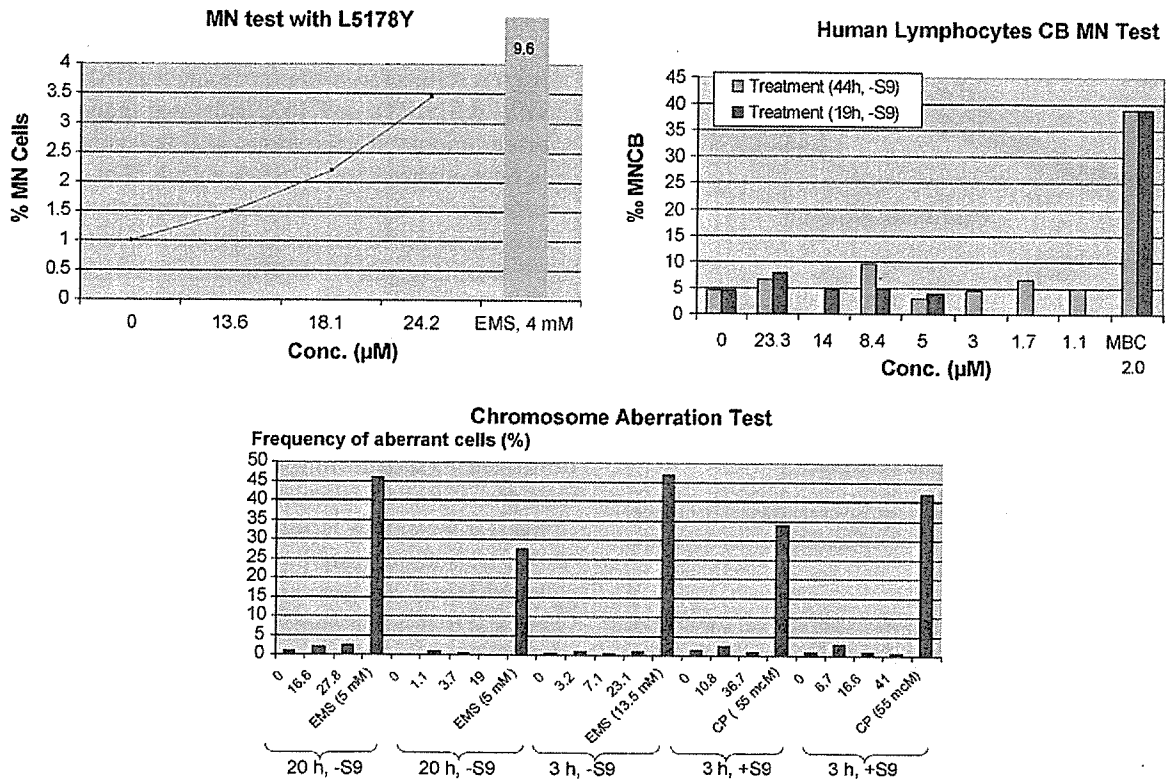 MN test with L5178Y
% MN Cells
4
3.5
3
2.5
2
1.5
1
0.5
0
9.6
0 13.6 18.1 24.2 EMS, 4 mM
Conc. (µM)
Human Lymphocytes CB MN Test
‰ MNCB
45
40
35
30
25
20
15
10
5
0
Treatment (44h, -S9)
Treatment (19h, -S9)
0 23.3 14 8.4 5 3 1.7 1.1 MBC
2.0
Conc. (µM)
Chromosome Aberration Test
Frequency of aberrant cells (%)
50
45
40
35
30
25
20
15
10
5
0
0 16.6 27.8 EMS (5 mM) 0 1.1 3.7 19 EMS (5 mM) 0 3.2 7.1 23.1 EMS (13.5 mM) 0 10.8 36.7 CP ( 55 mcM) 0 6.7 16.6 41 CP (55 mcM)
20 h, -S9 20 h, -S9 3 h, -S9 3 h, +S9 3 h, +S9